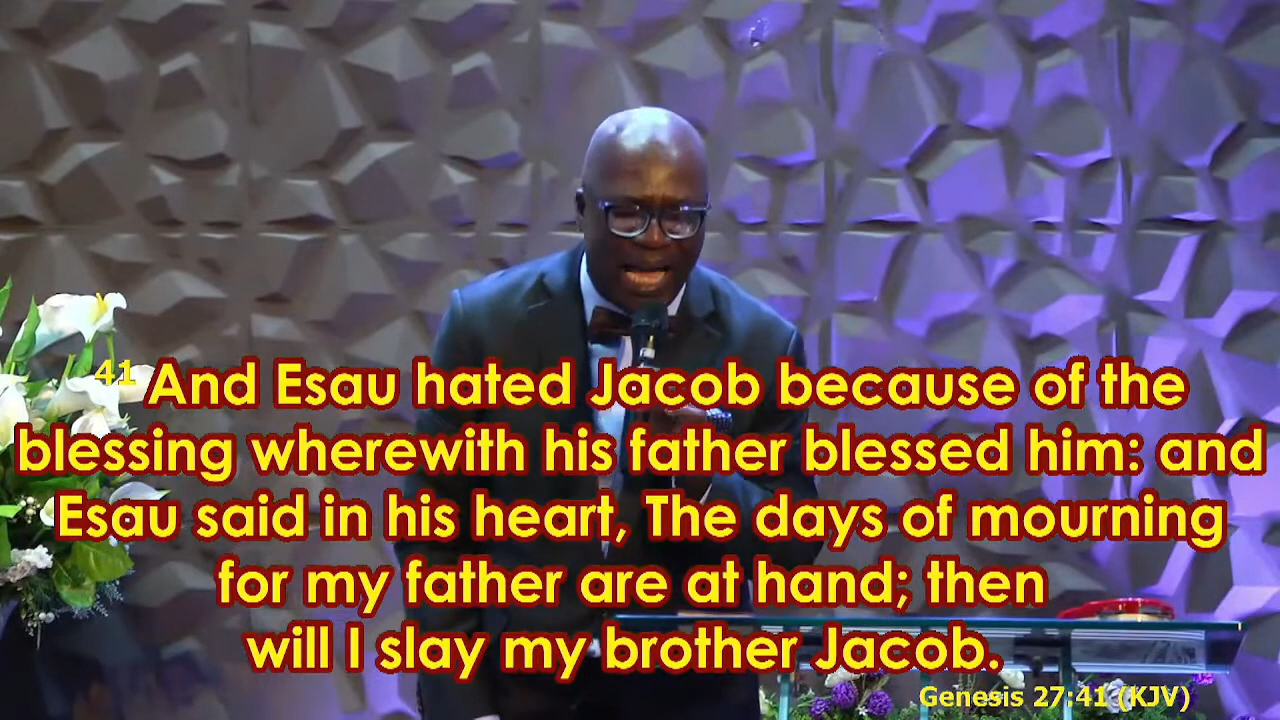 41 And Esau hated Jacob because of the
blessing wherewith his father blessed him: and
Esau said in his heart, The days of mourning
for my father are at hand; then
will I slay my brother Jacob.
Genesis 27:41 (KJV)